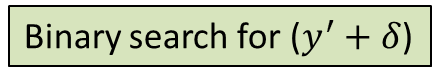 Binary search for (𝑦′ + 𝛿)